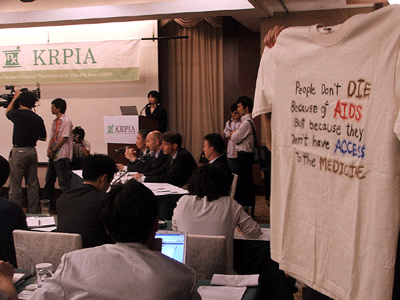 KRPIA
KRPIA
People Don't DIE
Because of AIDS
But because they
Don't have ACCESS
to the MEDICINE